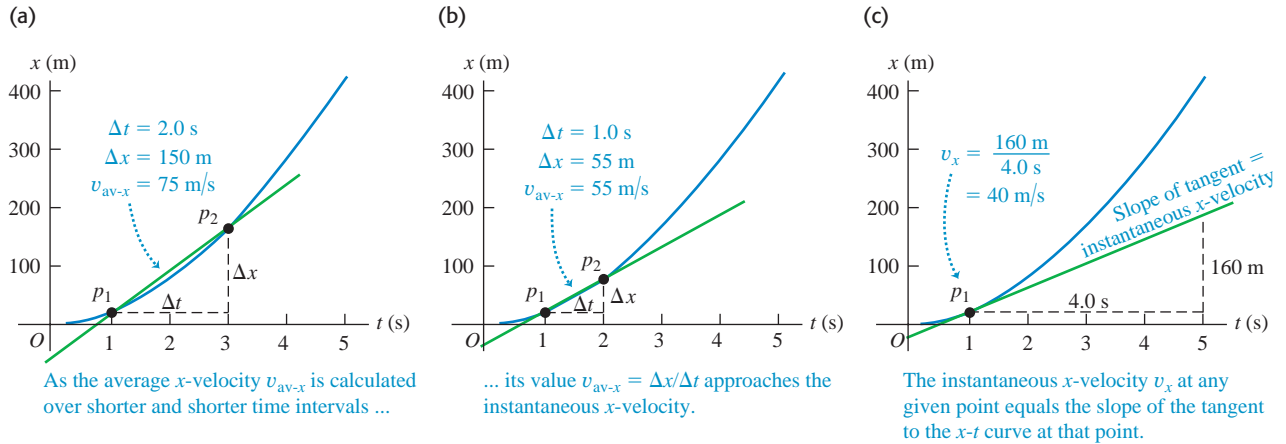 (a)
x (m)
400
300
200
100
O
1
2
3
4
5
t (s)
Δt = 2.0 s
Δx = 150 m
v_av-x = 75 m/s
p₂
p₁
Δt
Δx
As the average x-velocity v_av-x is calculated
over shorter and shorter time intervals ...
(b)
x (m)
400
300
200
100
O
1
2
3
4
5
t (s)
Δt = 1.0 s
Δx = 55 m
v_av-x = 55 m/s
p₂
p₁
Δt
Δx
... its value v_av-x = Δx/Δt approaches the
instantaneous x-velocity.
(c)
x (m)
400
300
200
100
O
1
2
3
4
5
t (s)
vₓ = 160 m / 4.0 s
= 40 m/s
Slope of tangent =
instantaneous x-velocity
p₁
4.0 s
160 m
The instantaneous x-velocity vₓ at any
given point equals the slope of the tangent
to the x-t curve at that point.